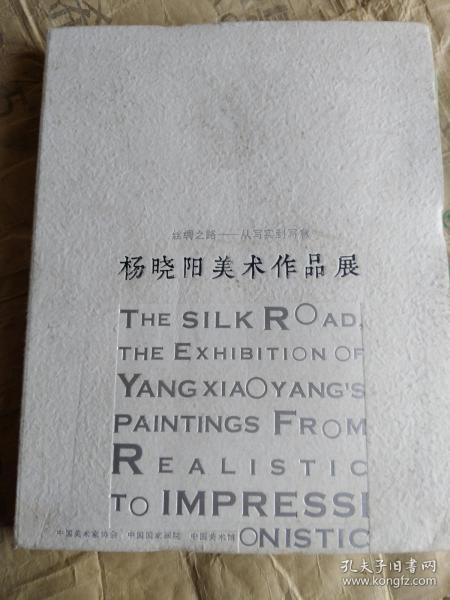 丝绸之路——从写实到写意
杨晓阳美术作品展
THE SILK ROAD,
THE EXHIBITION OF
YANG XIAOYANG'S
PAINTINGS FROM
REALISTIC
TO IMPRESSI
ONISTIC
中国美术家协会 中国国家画院 中国美术馆
孔夫子旧书网
www.kongfz.com